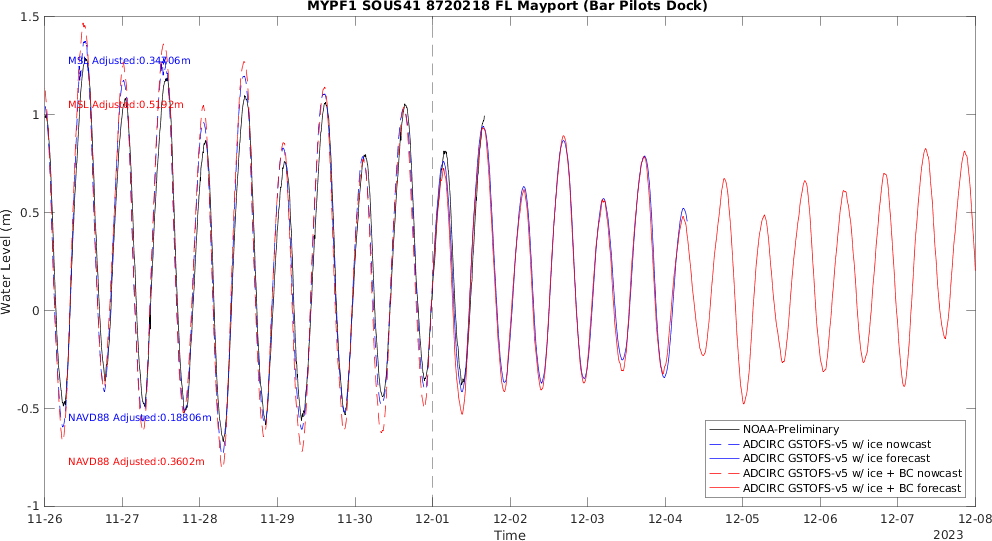 MYPF1 SOUS41 8720218 FL Mayport (Bar Pilots Dock)
1.5
1
0.5
0
-0.5
-1
Water Level (m)
MSL Adjusted:0.34706m
MSL Adjusted:0.5192m
NAVD88 Adjusted:0.18806m
NAVD88 Adjusted:0.3602m
NOAA-Preliminary
ADCIRC GSTOFS-v5 w/ ice nowcast
ADCIRC GSTOFS-v5 w/ ice forecast
ADCIRC GSTOFS-v5 w/ ice + BC nowcast
ADCIRC GSTOFS-v5 w/ ice + BC forecast
11-26 11-27 11-28 11-29 11-30 12-01 12-02 12-03 12-04 12-05 12-06 12-07 12-08
Time
2023